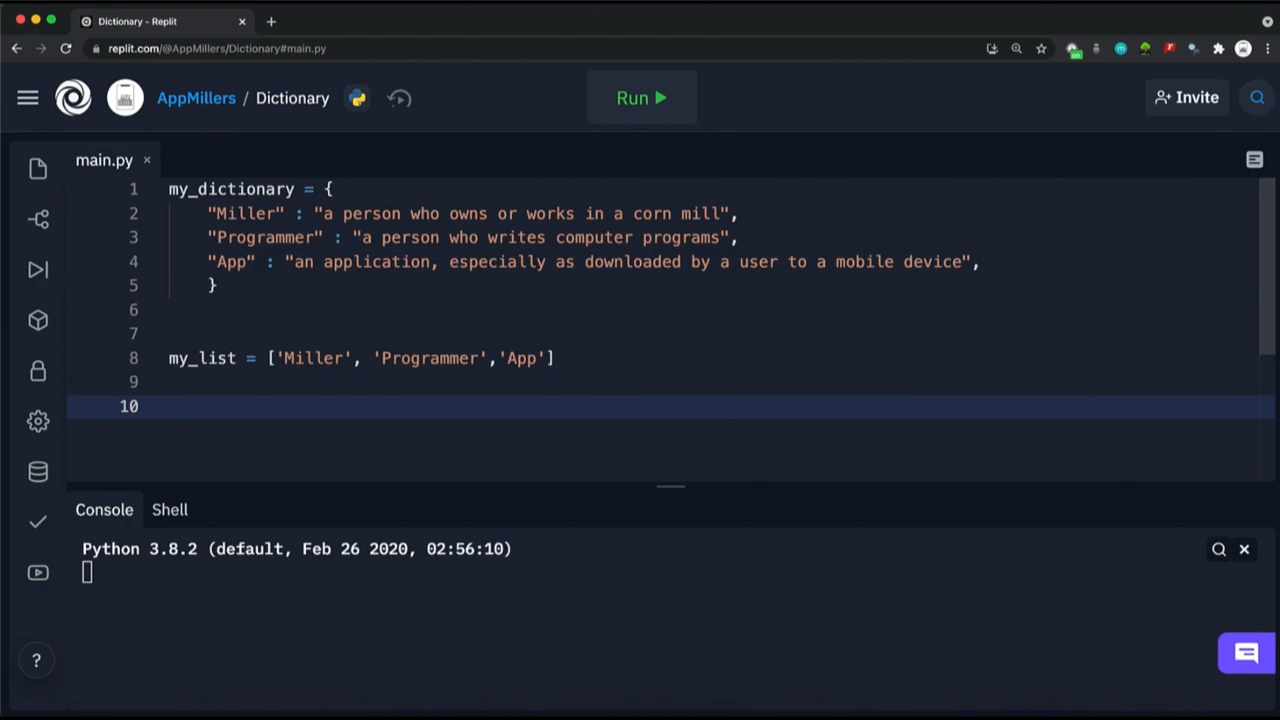 Dictionary - Replit
replit.com/@AppMillers/Dictionary#main.py
on
AppMillers / Dictionary
Run
Invite
main.py
1 my_dictionary = {
2 "Miller" : "a person who owns or works in a corn mill",
3 "Programmer" : "a person who writes computer programs",
4 "App" : "an application, especially as downloaded by a user to a mobile device",
5 }
6
7
8 my_list = ['Miller', 'Programmer','App']
9
10
Console Shell
Python 3.8.2 (default, Feb 26 2020, 02:56:10)
?